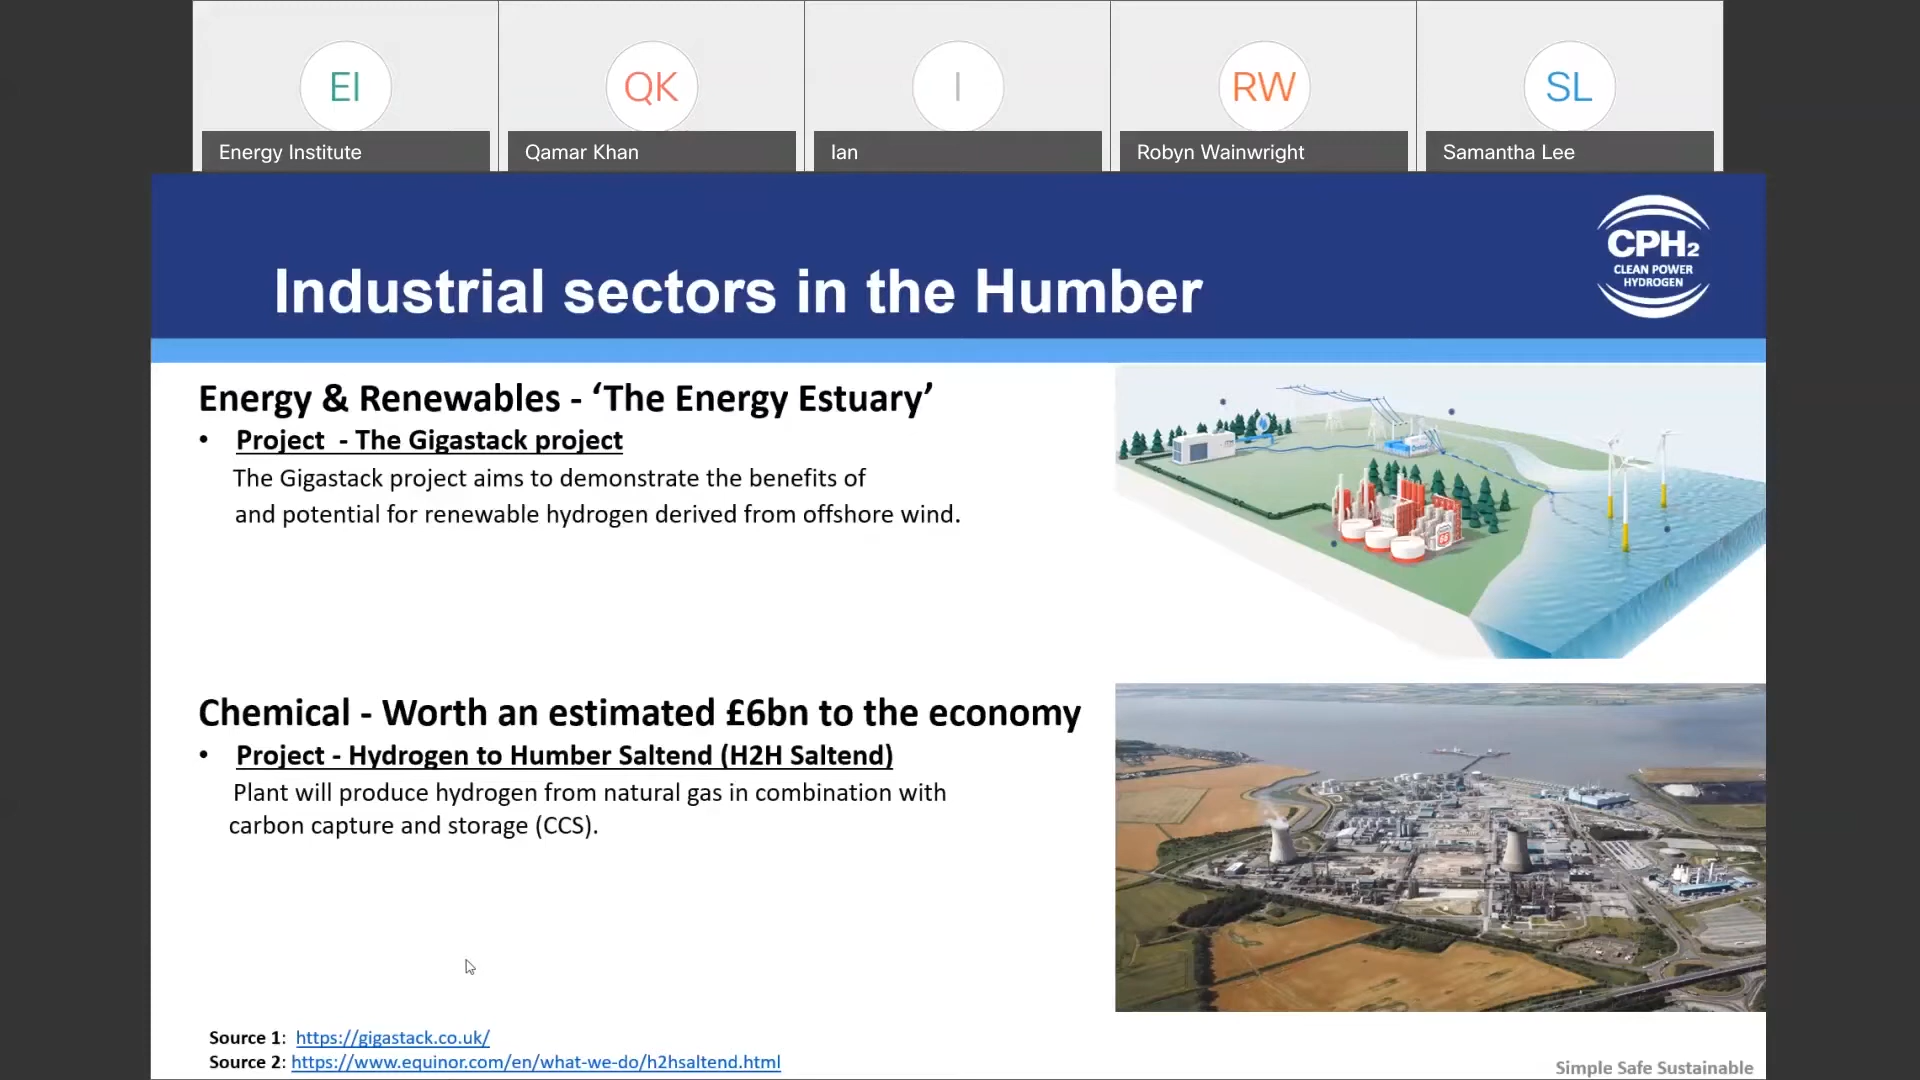 EI
QK
I
RW
SL
Energy Institute
Qamar Khan
Ian
Robyn Wainwright
Samantha Lee
Industrial sectors in the Humber
CPH2
CLEAN POWER
HYDROGEN
Energy & Renewables - ‘The Energy Estuary’
• Project - The Gigastack project
The Gigastack project aims to demonstrate the benefits of
and potential for renewable hydrogen derived from offshore wind.
Chemical - Worth an estimated £6bn to the economy
• Project - Hydrogen to Humber Saltend (H2H Saltend)
Plant will produce hydrogen from natural gas in combination with
carbon capture and storage (CCS).
Source 1: https://gigastack.co.uk/
Source 2: https://www.equinor.com/en/what-we-do/h2hsaltend.html
Simple Safe Sustainable